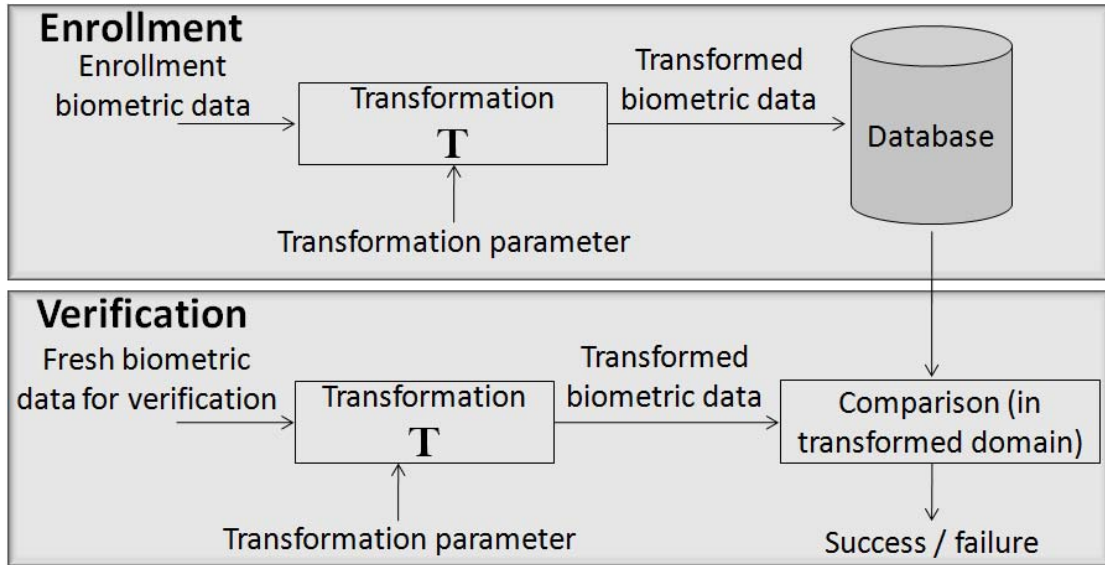 Enrollment
Enrollment
biometric data
Transformation
T
Transformation parameter
Transformed
biometric data
Database
Verification
Fresh biometric
data for verification
Transformation
T
Transformation parameter
Transformed
biometric data
Comparison (in
transformed domain)
Success / failure